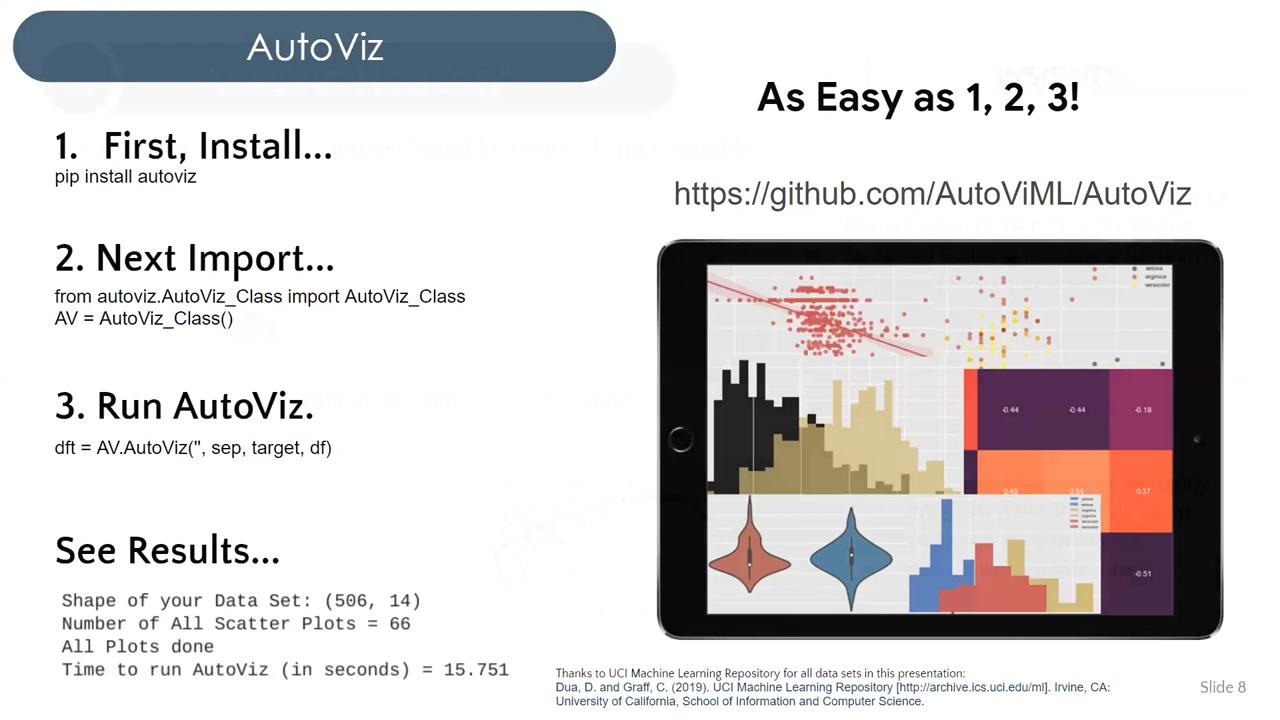 AutoViz
As Easy as 1, 2, 3!
1. First, Install...
pip install autoviz
https://github.com/AutoViML/AutoViz
2. Next Import...
from autoviz.AutoViz_Class import AutoViz_Class
AV = AutoViz_Class()
3. Run AutoViz.
dft = AV.AutoViz('', sep, target, df)
See Results...
Shape of your Data Set: (506, 14)
Number of All Scatter Plots = 66
All Plots done
Time to run AutoViz (in seconds) = 15.751
-0.44 -0.44 -0.18
0.49 0.54 0.37
-0.51
Thanks to UCI Machine Learning Repository for all data sets in this presentation:
Dua, D. and Graff, C. (2019). UCI Machine Learning Repository [http://archive.ics.uci.edu/ml]. Irvine, CA:
University of California, School of Information and Computer Science.
Slide 8